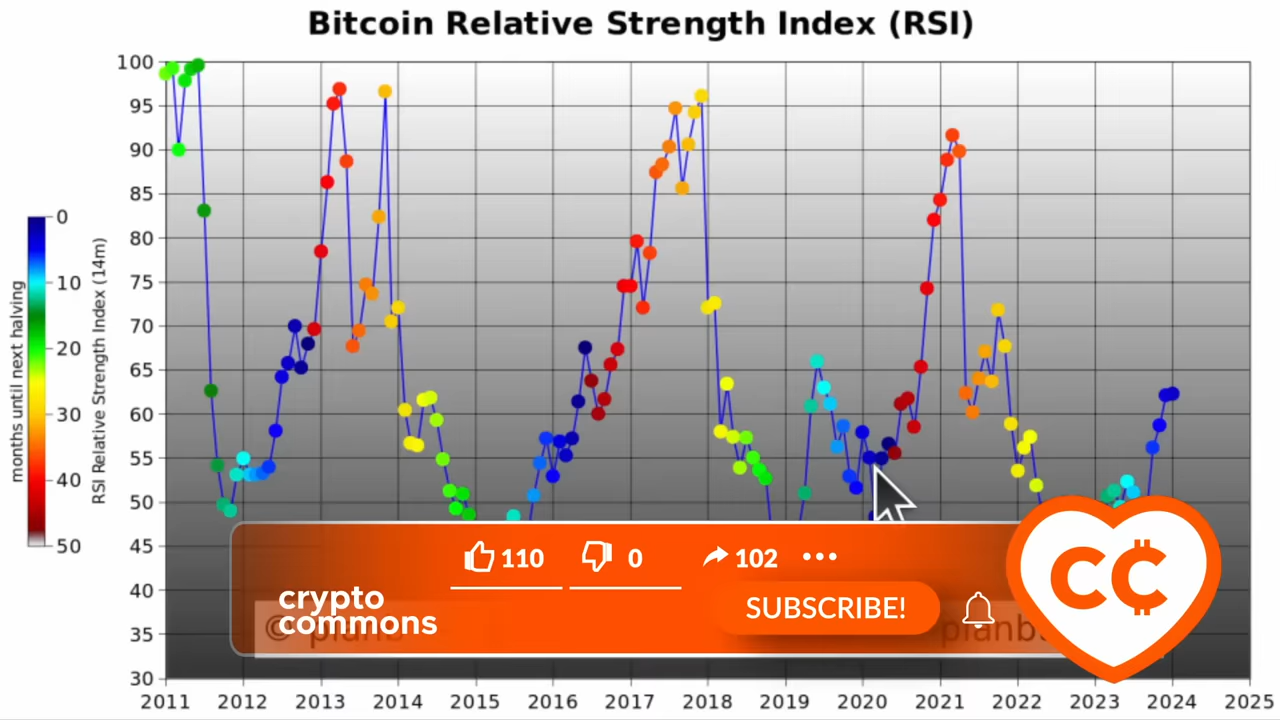 Bitcoin Relative Strength Index (RSI)
100
95
90
85
80
75
70
65
60
55
50
45
40
35
30
RSI Relative Strength Index (14m)
months until next halving
0
10
20
30
40
50
2011 2012 2013 2014 2015 2016 2017 2018 2019 2020 2021 2022 2023 2024 2025
110 0 102
crypto
commons
SUBSCRIBE!
C₵